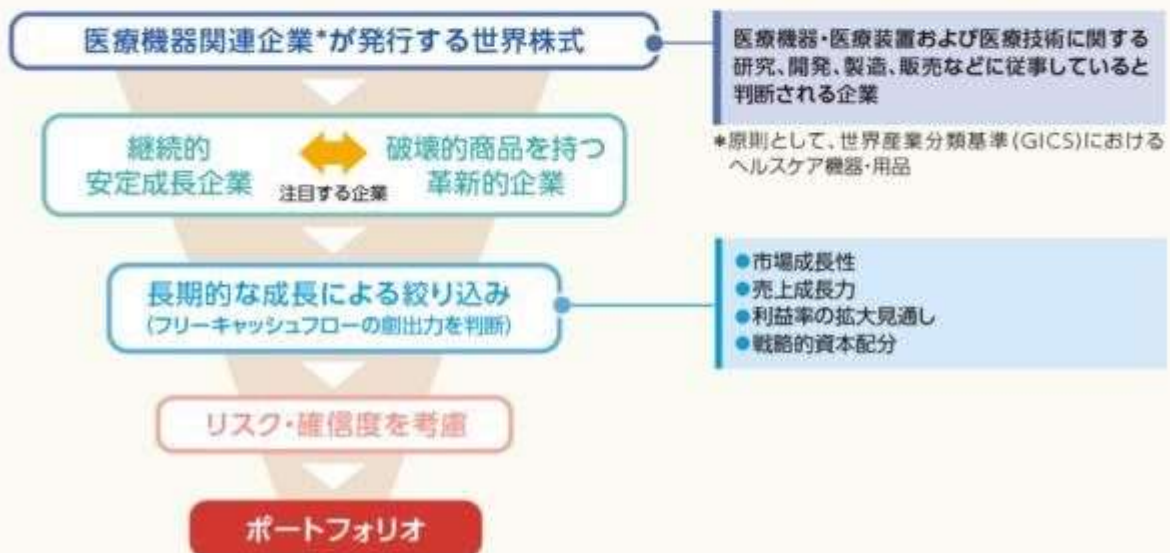 医療機器関連企業*が発行する世界株式
医療機器・医療装置および医療技術に関する
研究、開発、製造、販売などに従事していると
判断される企業
*原則として、世界産業分類基準(GICS)における
ヘルスケア機器・用品
継続的
安定成長企業
注目する企業
破壊的商品を持つ
革新的企業
長期的な成長による絞り込み
(フリーキャッシュフローの創出力を判断)
●市場成長性
●売上成長力
●利益率の拡大見通し
●戦略的資本配分
リスク・確信度を考慮
ポートフォリオ